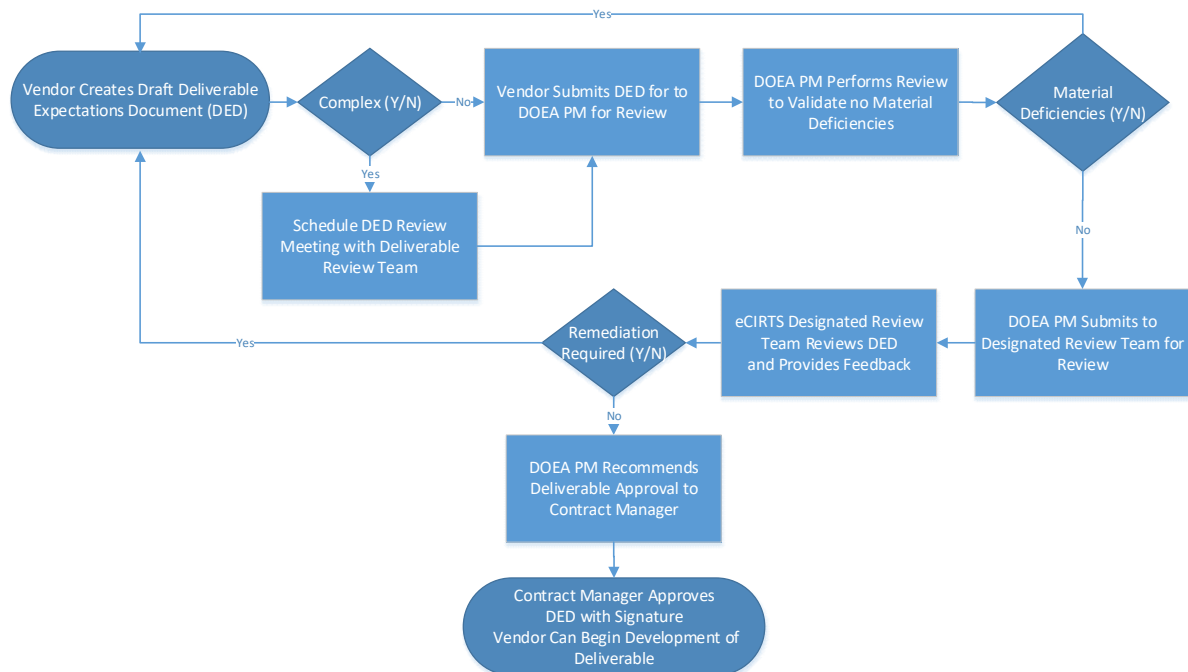 Yes
Vendor Creates Draft Deliverable
Expectations Document (DED)
Complex (Y/N)
No
Vendor Submits DED for to
DOEA PM for Review
DOEA PM Performs Review
to Validate no Material
Deficiencies
Material
Deficiencies (Y/N)
Yes
Schedule DED Review
Meeting with Deliverable
Review Team
No
DOEA PM Submits to
Designated Review Team for
Review
eCIRTS Designated Review
Team Reviews DED
and Provides Feedback
Remediation
Required (Y/N)
Yes
No
DOEA PM Recommends
Deliverable Approval to
Contract Manager
Contract Manager Approves
DED with Signature
Vendor Can Begin Development of
Deliverable